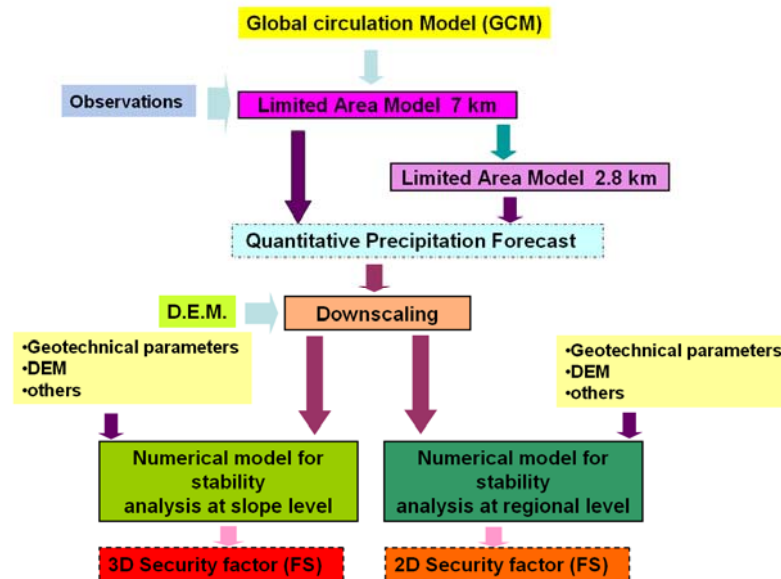 Global circulation Model (GCM)
Observations
Limited Area Model 7 km
Limited Area Model 2.8 km
Quantitative Precipitation Forecast
D.E.M.
Downscaling
•Geotechnical parameters
•DEM
•others
•Geotechnical parameters
•DEM
•others
Numerical model for
stability
analysis at slope level
Numerical model for
stability
analysis at regional level
3D Security factor (FS)
2D Security factor (FS)